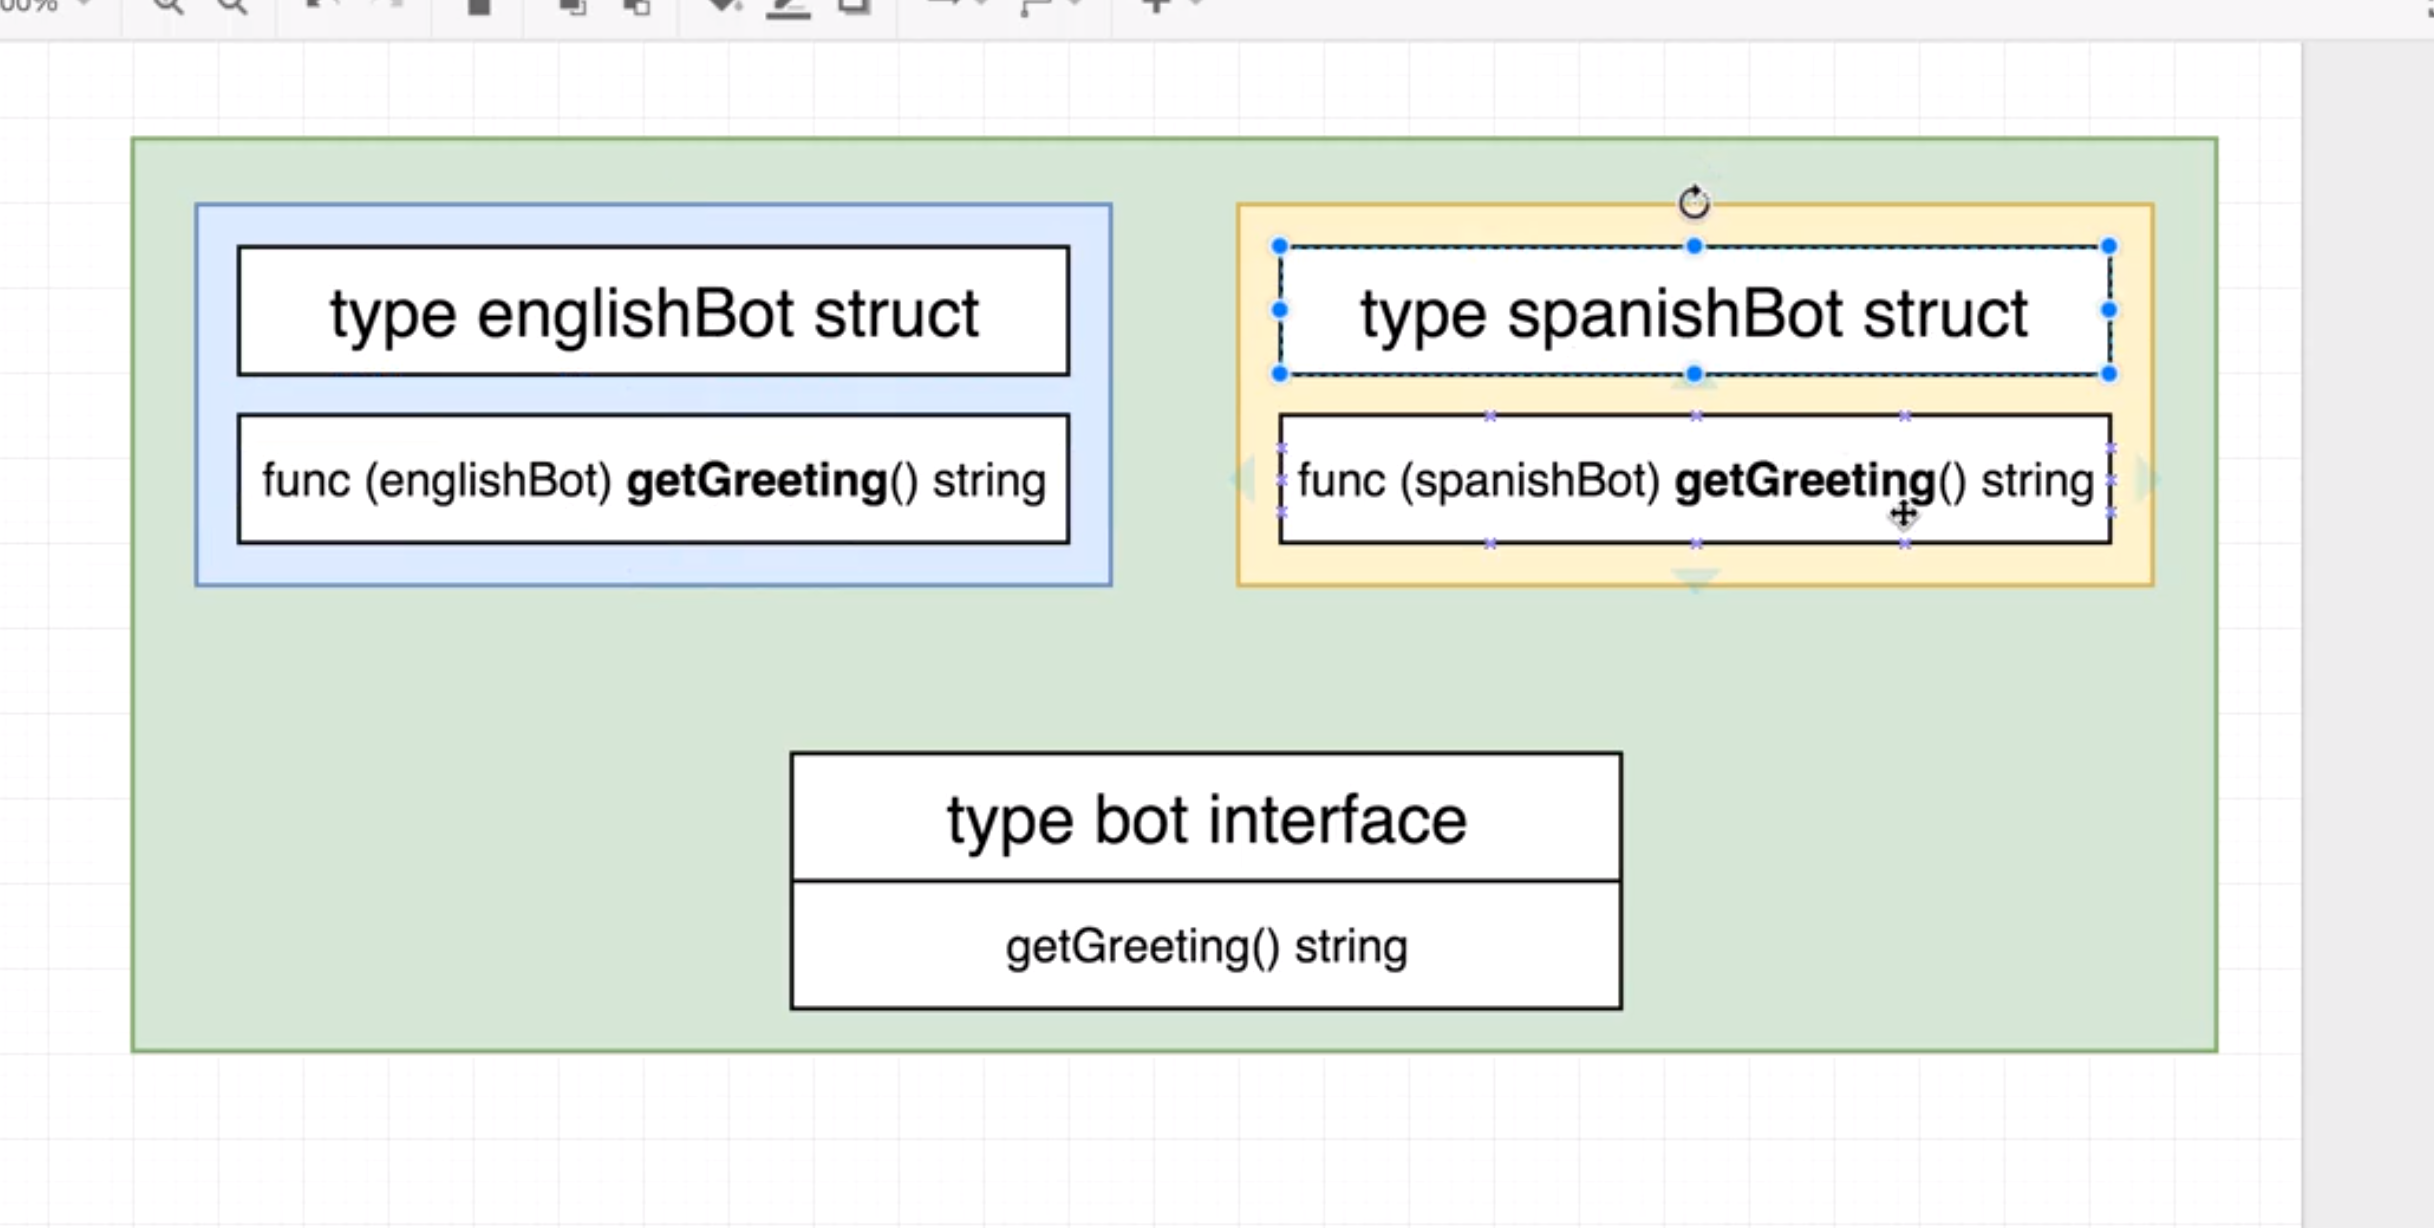 00%
type englishBot struct
type spanishBot struct
func (englishBot) getGreeting() string
func (spanishBot) getGreeting() string
type bot interface
getGreeting() string